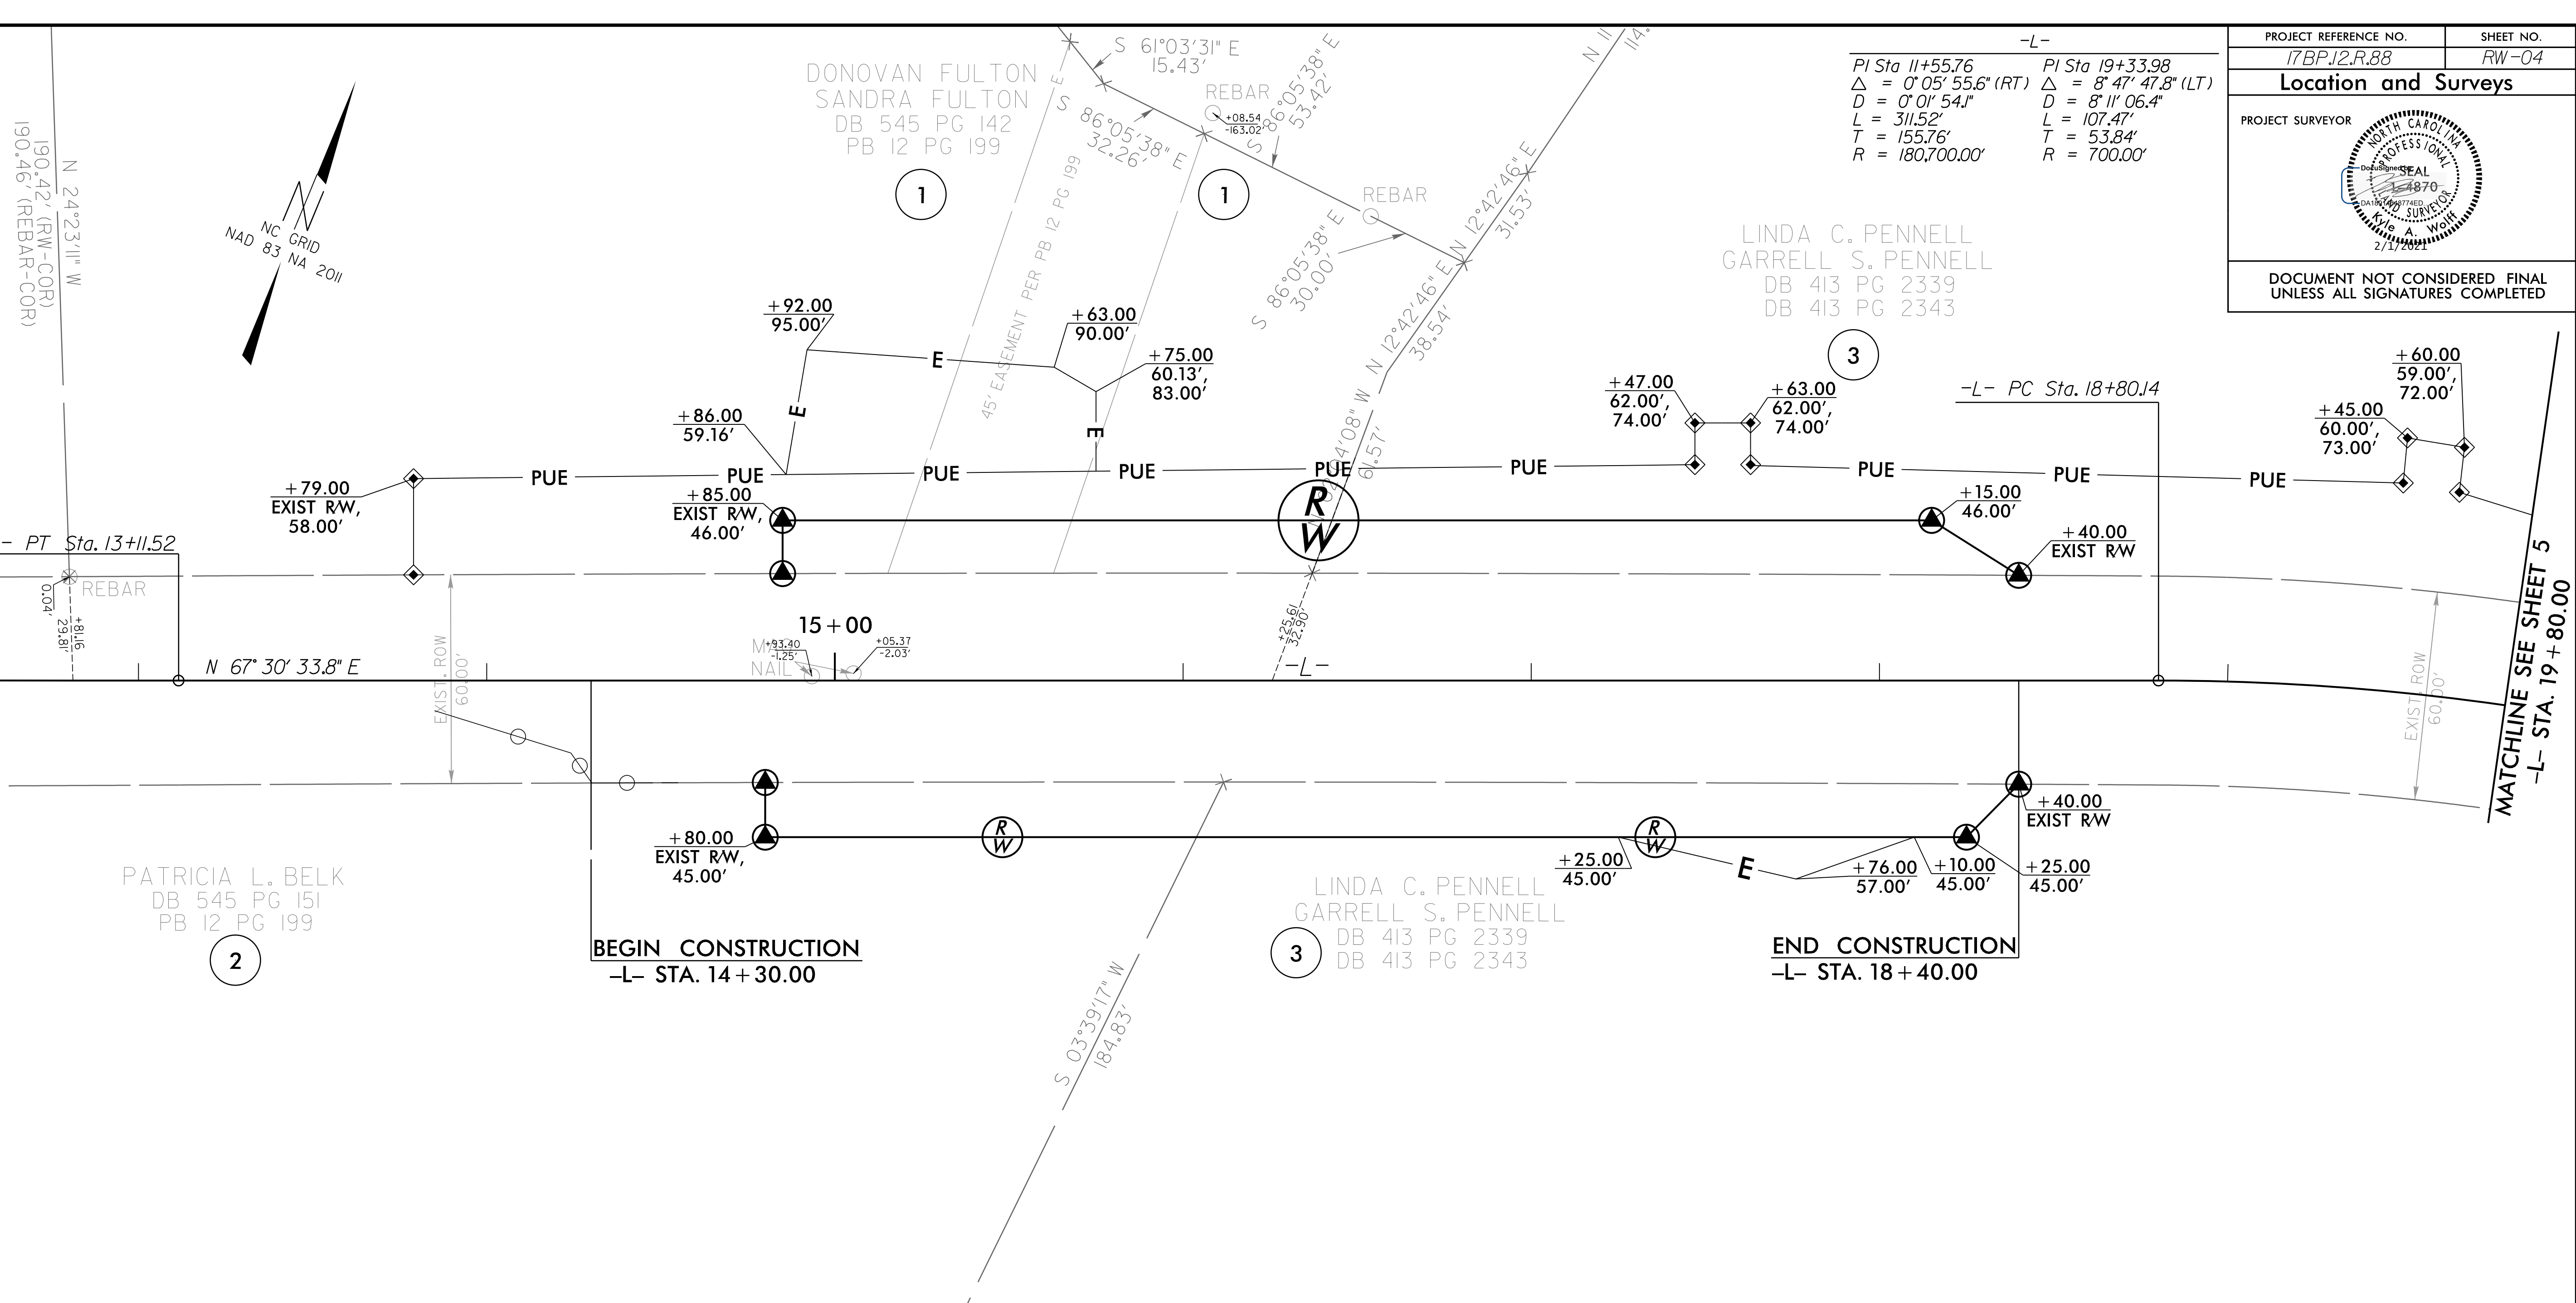 PROJECT REFERENCE NO.
SHEET NO.
17BP.12.R.88
RW-04
Location and Surveys
PROJECT SURVEYOR
NORTH CAROLINA
PROFESSIONAL
SEAL
L-4870
LAND SURVEYOR
Kyle A. Wolff
2/1/2021
DOCUMENT NOT CONSIDERED FINAL
UNLESS ALL SIGNATURES COMPLETED
-L-
PI Sta 11+55.76
△ = 0° 05' 55.6" (RT)
D = 0° 01' 54.1"
L = 311.52'
T = 155.76'
R = 180,700.00'
PI Sta 19+33.98
△ = 8° 47' 47.8" (LT)
D = 8° 11' 06.4"
L = 107.47'
T = 53.84'
R = 700.00'
N 24°23'11" W
190.42' (RW-COR)
190.46' (REBAR-COR)
NC GRID
NAD 83 NA 2011
DONOVAN FULTON
SANDRA FULTON
DB 545 PG 142
PB 12 PG 199
1
1
S 61°03'31" E
15.43'
E
S 86°05'38" E
32.26'
REBAR
+08.54
-163.02'
S 86°05'38" E
53.42'
REBAR
S 86°05'38" E
30.00'
N 12°42'46" E
31.53'
N 12°42'46" E
38.54'
N 11
114.
45' EASEMENT PER PB 12 PG 199
LINDA C. PENNELL
GARRELL S. PENNELL
DB 413 PG 2339
DB 413 PG 2343
3
+92.00
95.00'
E
+63.00
90.00'
+75.00
60.13',
83.00'
E
E
+86.00
59.16'
+47.00
62.00',
74.00'
+63.00
62.00',
74.00'
-L- PC Sta. 18+80.14
+60.00
59.00',
72.00'
+45.00
60.00',
73.00'
+79.00
EXIST R/W,
58.00'
PUE
PUE
PUE
PUE
PUE
PUE
PUE
PUE
PUE
61.57'
+85.00
EXIST R/W,
46.00'
R
W
+15.00
46.00'
+40.00
EXIST R/W
- PT Sta. 13+11.52
REBAR
0.04'
+81.16
29.81'
EXIST. ROW
60.00'
N 67° 30' 33.8" E
15+00
NAIL
+93.40
-1.25'
+05.37
-2.03'
+25.61
32.90'
-L-
EXIST. ROW
60.00'
MATCHLINE SEE SHEET 5
-L- STA. 19+80.00
+80.00
EXIST R/W,
45.00'
R
W
R
W
+25.00
45.00'
E
+76.00
57.00'
+10.00
45.00'
+25.00
45.00'
+40.00
EXIST R/W
PATRICIA L. BELK
DB 545 PG 151
PB 12 PG 199
2
BEGIN CONSTRUCTION
-L- STA. 14+30.00
LINDA C. PENNELL
GARRELL S. PENNELL
DB 413 PG 2339
DB 413 PG 2343
3
END CONSTRUCTION
-L- STA. 18+40.00
S 03°39'17" W
184.83'